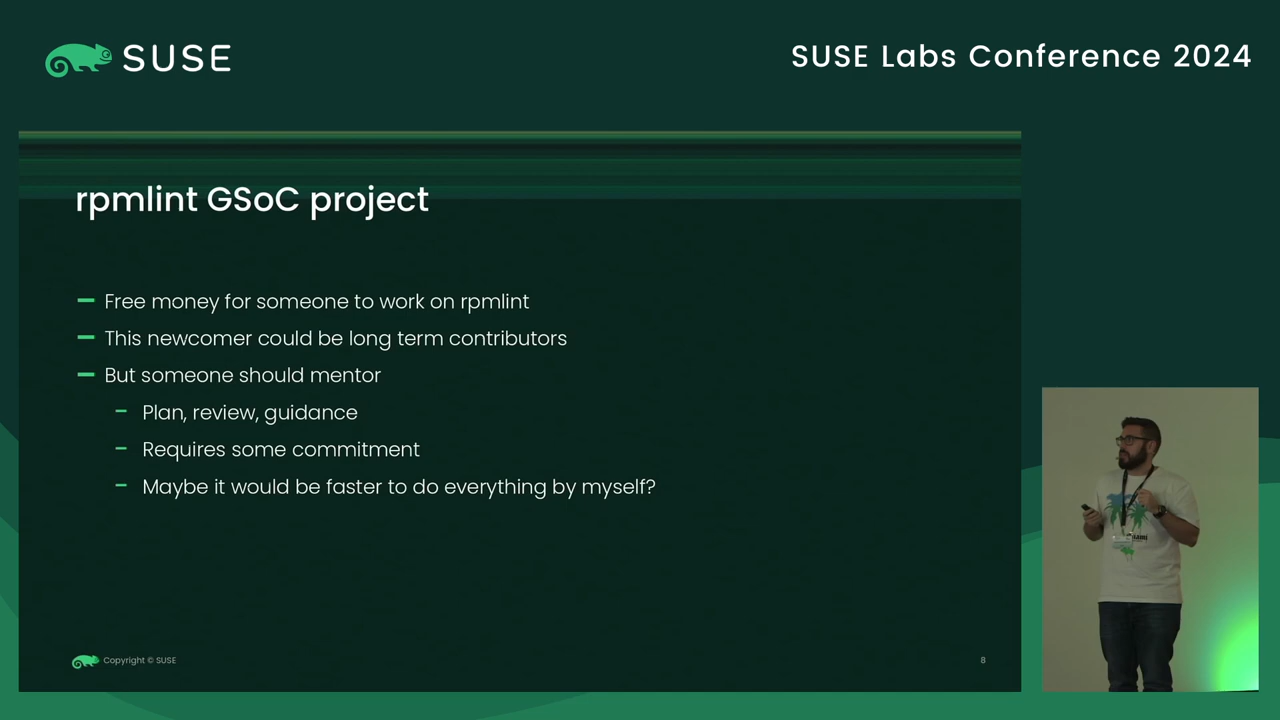 SUSE
SUSE Labs Conference 2024
rpmlint GSoC project
Free money for someone to work on rpmlint
This newcomer could be long term contributors
But someone should mentor
Plan, review, guidance
Requires some commitment
Maybe it would be faster to do everything by myself?
Copyright © SUSE
8